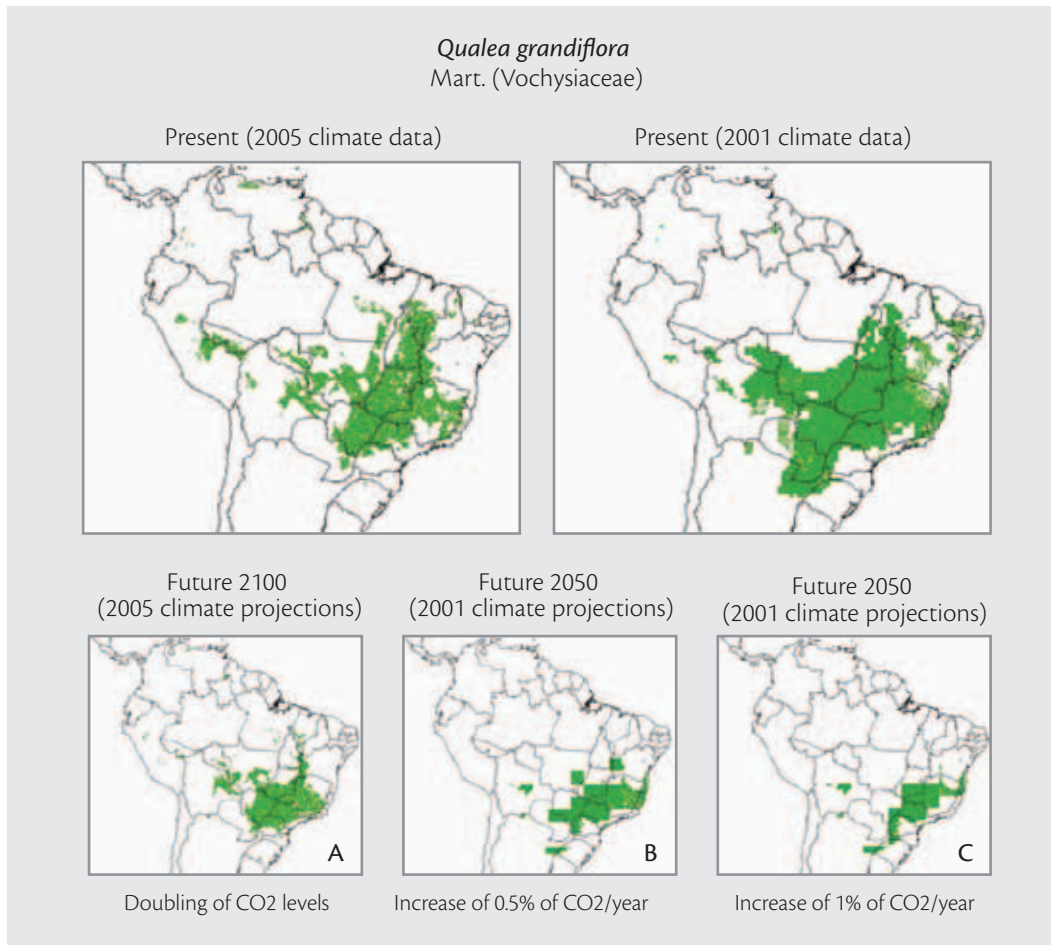 Qualea grandiflora
Mart. (Vochysiaceae)
Present (2005 climate data)
Present (2001 climate data)
Future 2100
(2005 climate projections)
A
Doubling of CO2 levels
Future 2050
(2001 climate projections)
B
Increase of 0.5% of CO2/year
Future 2050
(2001 climate projections)
C
Increase of 1% of CO2/year